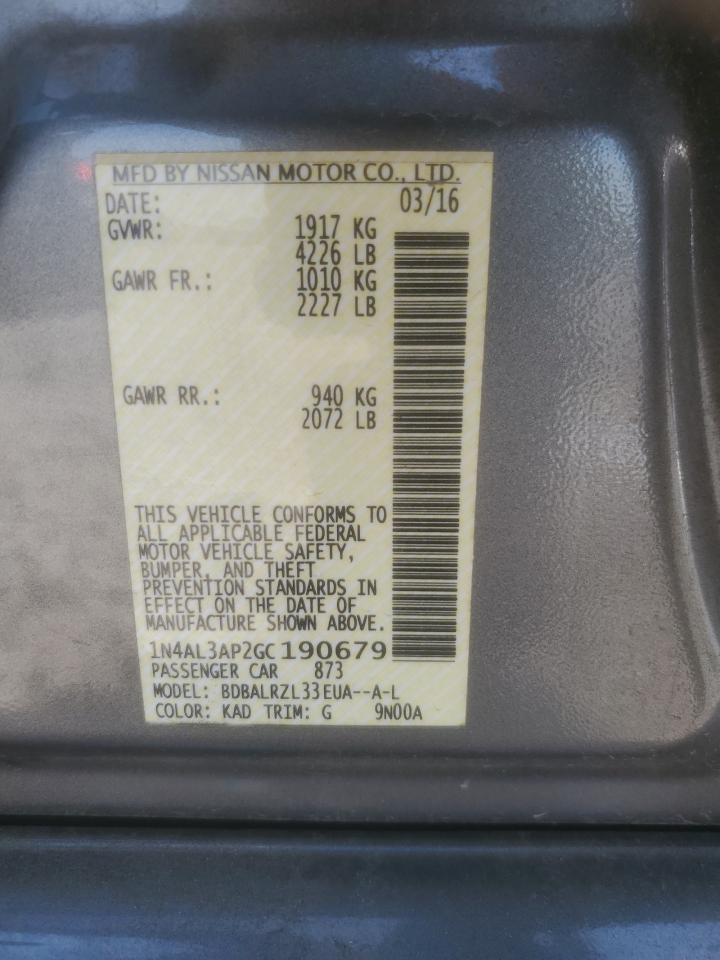 MFD BY NISSAN MOTOR CO., LTD.
DATE: 03/16
GVWR: 1917 KG
4226 LB
GAWR FR.: 1010 KG
2227 LB
GAWR RR.: 940 KG
2072 LB
THIS VEHICLE CONFORMS TO
ALL APPLICABLE FEDERAL
MOTOR VEHICLE SAFETY,
BUMPER, AND THEFT
PREVENTION STANDARDS IN
EFFECT ON THE DATE OF
MANUFACTURE SHOWN ABOVE.
1N4AL3AP2GC190679
PASSENGER CAR 873
MODEL: BDBALRZL33EUA--A-L
COLOR: KAD TRIM: G 9N00A